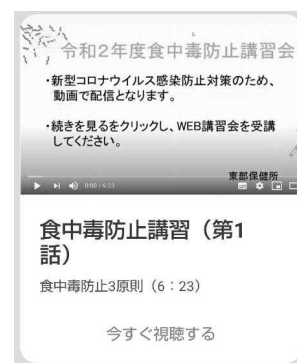 令和2年度食中毒防止講習会
・新型コロナウイルス感染防止対策のため、
動画で配信となります。
・続きを見るをクリックし、WEB講習会を受講
してください。
東部保健所
0:00 / 6:23
食中毒防止講習（第1
話）
食中毒防止3原則（6：23）
今すぐ視聴する